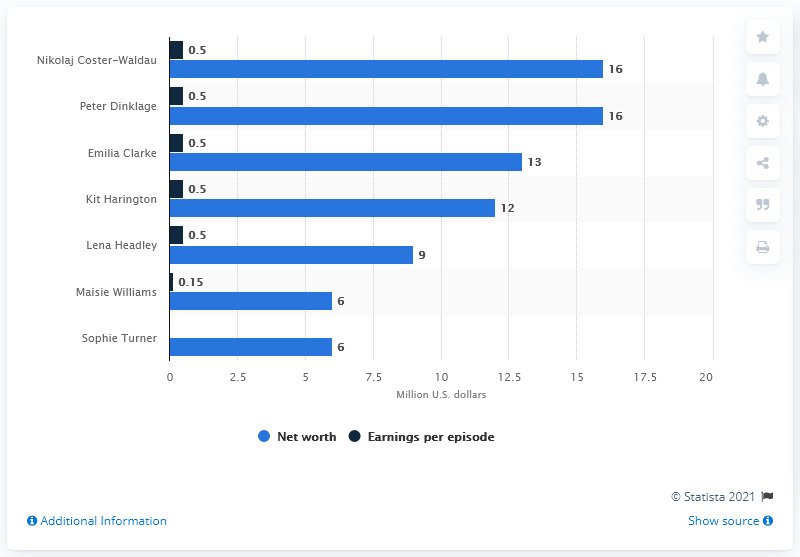 Nikolaj Coster-Waldau 0.5 16
Peter Dinklage 0.5 16
Emilia Clarke 0.5 13
Kit Harington 0.5 12
Lena Headley 0.5 9
Maisie Williams 0.15 6
Sophie Turner 6
0 2.5 5 7.5 10 12.5 15 17.5 20
Million U.S. dollars
Net worth Earnings per episode
© Statista 2021
Additional Information Show source